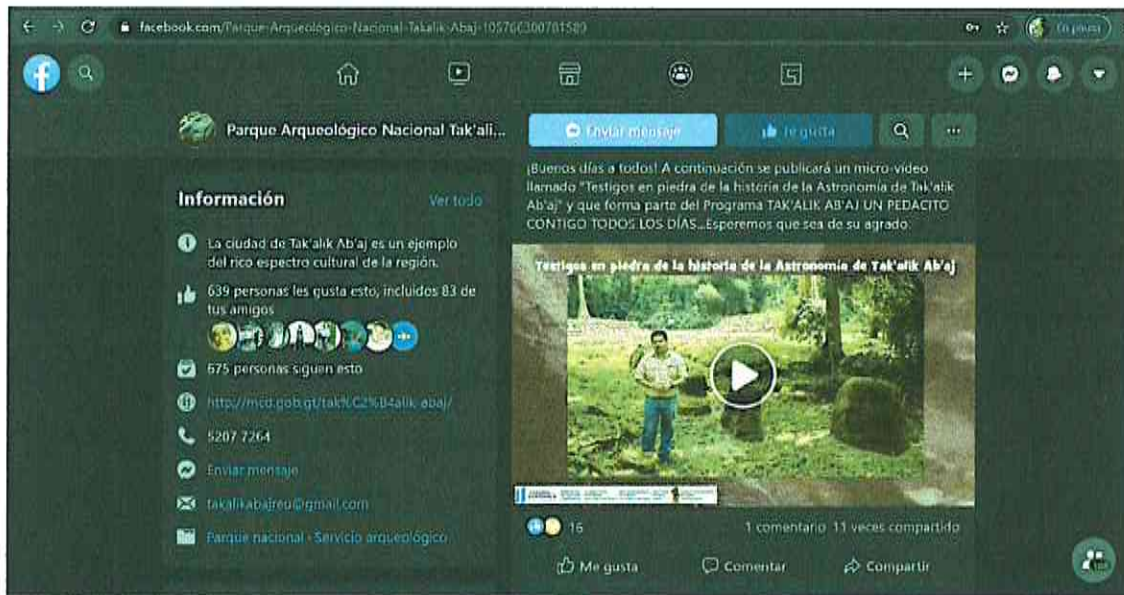 facebook.com/Parque-Arqueológico-Nacional-Takalik-Abaj-105766300781589
En pausa
Parque Arqueológico Nacional Tak'ali...
Enviar mensaje
Te gusta
Información
Ver todo
La ciudad de Tak'alik Ab'aj es un ejemplo
del rico espectro cultural de la región.
639 personas les gusta esto, incluidos 83 de
tus amigos
675 personas siguen esto
http://mcd.gob.gt/tak%C2%B4alik-abaj/
5207 7264
Enviar mensaje
takalikabajreu@gmail.com
Parque nacional · Servicio arqueológico
¡Buenos días a todos! A continuación se publicará un micro-video
llamado "Testigos en piedra de la historia de la Astronomía de Tak'alik
Ab'aj" y que forma parte del Programa TAK'ALIK AB'AJ UN PEDACITO
CONTIGO TODOS LOS DÍAS...Esperemos que sea de su agrado.
Testigos en piedra de la historia de la Astronomía de Tak'alik Ab'aj
16
1 comentario 11 veces compartido
Me gusta
Comentar
Compartir